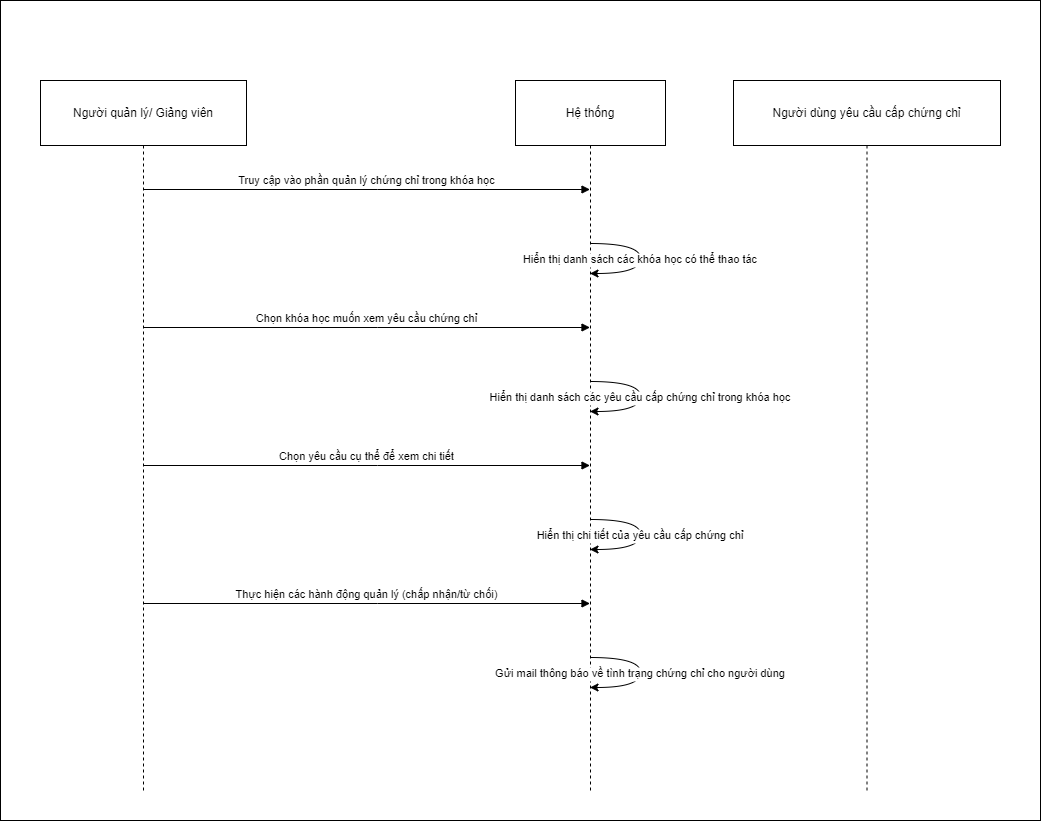 Người quản lý/ Giảng viên
Hệ thống
Người dùng yêu cầu cấp chứng chỉ
Truy cập vào phần quản lý chứng chỉ trong khóa học
Hiển thị danh sách các khóa học có thể thao tác
Chọn khóa học muốn xem yêu cầu chứng chỉ
Hiển thị danh sách các yêu cầu cấp chứng chỉ trong khóa học
Chọn yêu cầu cụ thể để xem chi tiết
Hiển thị chi tiết của yêu cầu cấp chứng chỉ
Thực hiện các hành động quản lý (chấp nhận/từ chối)
Gửi mail thông báo về tình trạng chứng chỉ cho người dùng